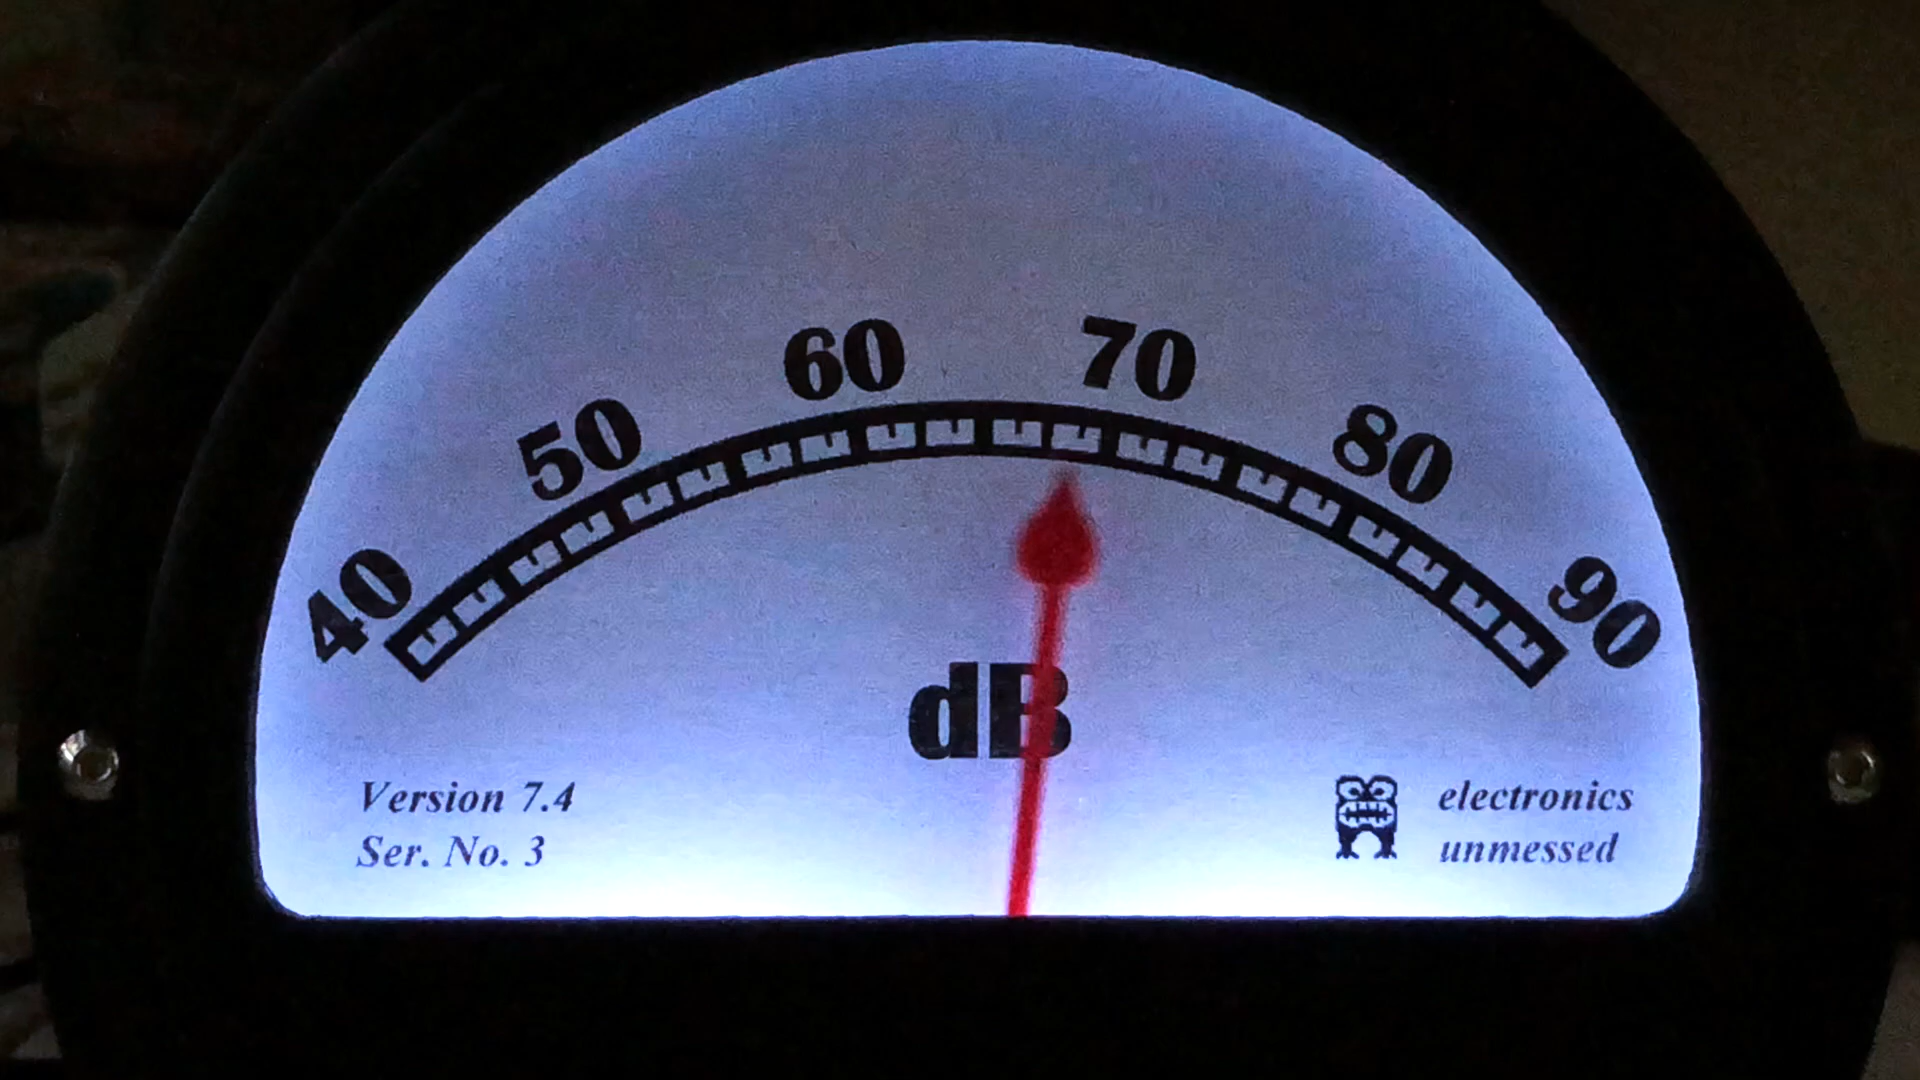 40 50 60 70 80 90
dB
Version 7.4
Ser. No. 3
electronics
unmessed